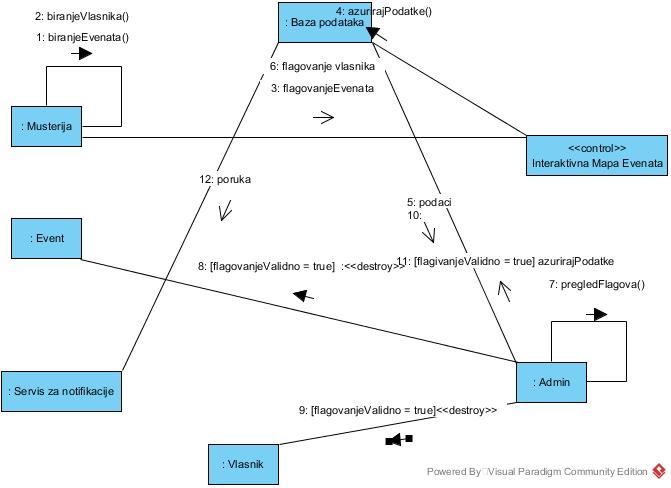 2: biranjeVlasnika()
4: azurirajPodatke()
: Baza podataka
1: biranjeEvenata()
6: flagovanje vlasnika
3: flagovanjeEvenata
: Musterija
<<control>>
Interaktivna Mapa Evenata
12: poruka
5: podaci
10:
: Event
8: [flagovanjeValidno = true] :<<destroy>>
11: [flagivanjeValidno = true] azurirajPodatke
7: pregledFlagova()
: Servis za notifikacije
: Admin
9: [flagovanjeValidno = true]<<destroy>>
: Vlasnik
Powered By Visual Paradigm Community Edition